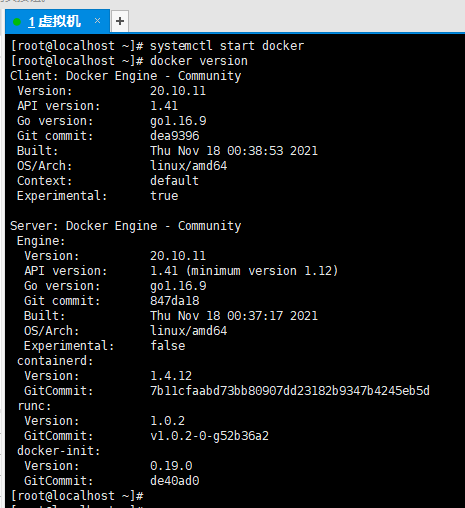 1 虚拟机 × +
[root@localhost ~]# systemctl start docker
[root@localhost ~]# docker version
Client: Docker Engine - Community
 Version:           20.10.11
 API version:       1.41
 Go version:        go1.16.9
 Git commit:        dea9396
 Built:             Thu Nov 18 00:38:53 2021
 OS/Arch:           linux/amd64
 Context:           default
 Experimental:      true

Server: Docker Engine - Community
 Engine:
  Version:          20.10.11
  API version:      1.41 (minimum version 1.12)
  Go version:       go1.16.9
  Git commit:       847da18
  Built:            Thu Nov 18 00:37:17 2021
  OS/Arch:          linux/amd64
  Experimental:     false
 containerd:
  Version:          1.4.12
  GitCommit:        7b11cfaabd73bb80907dd23182b9347b4245eb5d
 runc:
  Version:          1.0.2
  GitCommit:        v1.0.2-0-g52b36a2
 docker-init:
  Version:          0.19.0
  GitCommit:        de40ad0
[root@localhost ~]#